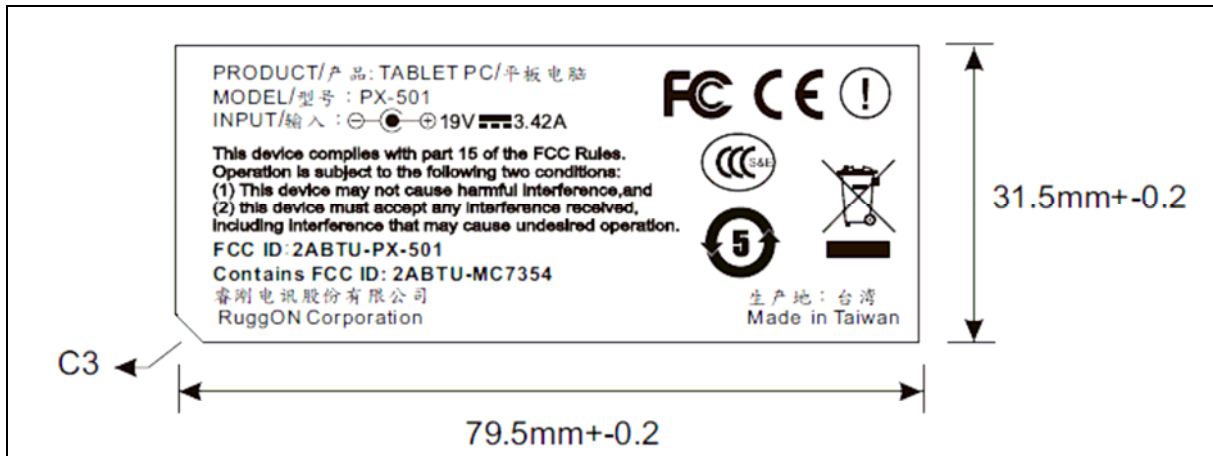 PRODUCT/产品: TABLET PC/平板电脑
MODEL/型号 : PX-501
INPUT/输入 : ⊖-⦿-⊕ 19V ⎓ 3.42A
This device complies with part 15 of the FCC Rules.
Operation is subject to the following two conditions:
(1) This device may not cause harmful interference,and
(2) this device must accept any interference received,
including interference that may cause undesired operation.
FCC ID:2ABTU-PX-501
Contains FCC ID: 2ABTU-MC7354
睿刚电讯股份有限公司
RuggON Corporation
FC CE !
CCC S&E
5
生产地：台湾
Made in Taiwan
31.5mm+-0.2
C3
79.5mm+-0.2